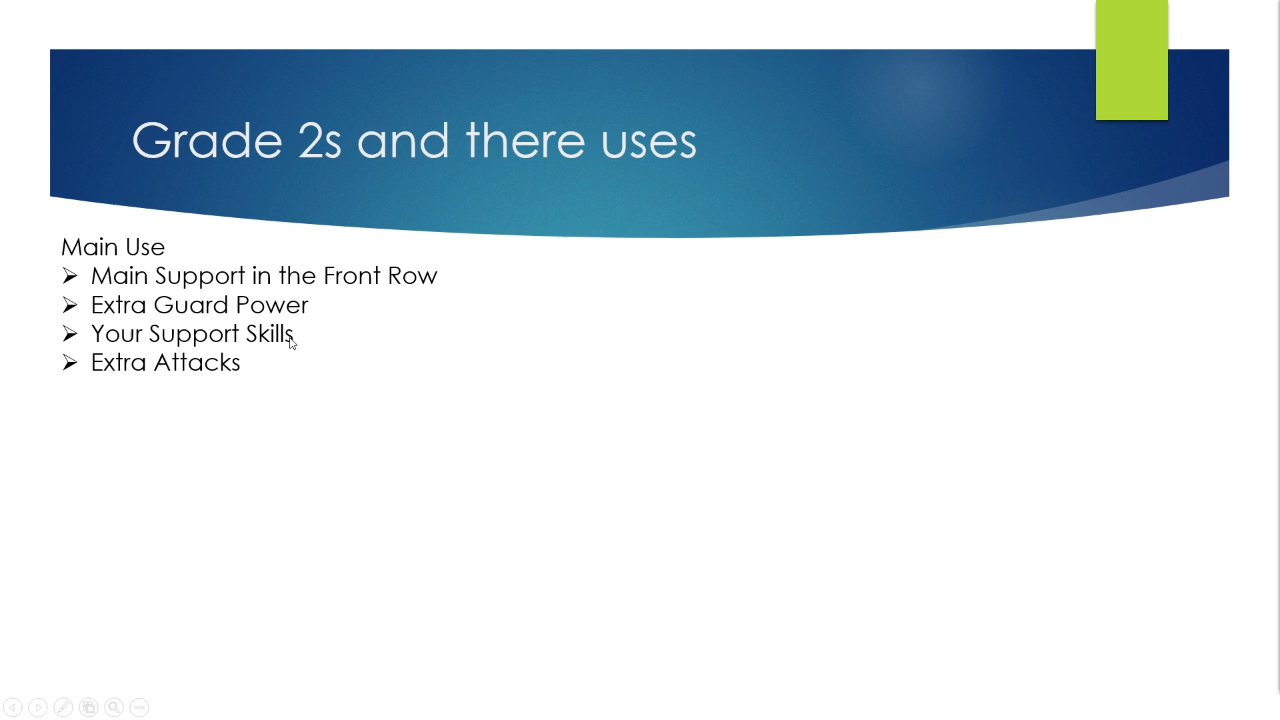 Grade 2s and there uses
Main Use
➢ Main Support in the Front Row
➢ Extra Guard Power
➢ Your Support Skills
➢ Extra Attacks